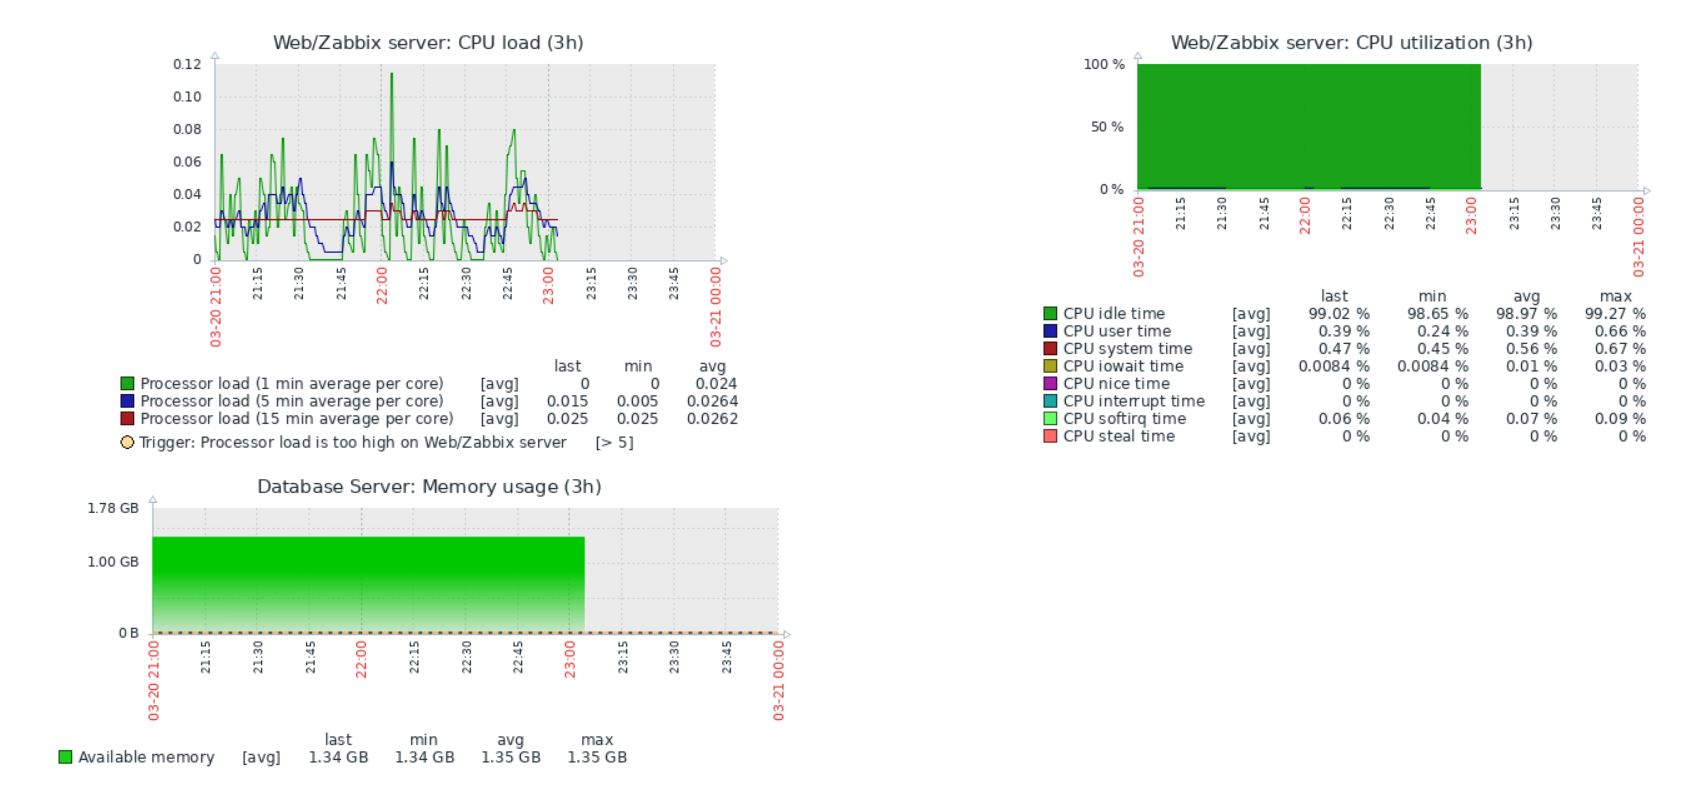 Web/Zabbix server: CPU load (3h)
0.12
0.10
0.08
0.06
0.04
0.02
0
03-20 21:00 21:15 21:30 21:45 22:00 22:15 22:30 22:45 23:00 23:15 23:30 23:45 03-21 00:00
last min avg
Processor load (1 min average per core) [avg] 0 0 0.024
Processor load (5 min average per core) [avg] 0.015 0.005 0.0264
Processor load (15 min average per core) [avg] 0.025 0.025 0.0262
Trigger: Processor load is too high on Web/Zabbix server [> 5]
Web/Zabbix server: CPU utilization (3h)
100 %
50 %
0 %
03-20 21:00 21:15 21:30 21:45 22:00 22:15 22:30 22:45 23:00 23:15 23:30 23:45 03-21 00:00
last min avg max
CPU idle time [avg] 99.02 % 98.65 % 98.97 % 99.27 %
CPU user time [avg] 0.39 % 0.24 % 0.39 % 0.66 %
CPU system time [avg] 0.47 % 0.45 % 0.56 % 0.67 %
CPU iowait time [avg] 0.0084 % 0.0084 % 0.01 % 0.03 %
CPU nice time [avg] 0 % 0 % 0 % 0 %
CPU interrupt time [avg] 0 % 0 % 0 % 0 %
CPU softirq time [avg] 0.06 % 0.04 % 0.07 % 0.09 %
CPU steal time [avg] 0 % 0 % 0 % 0 %
Database Server: Memory usage (3h)
1.78 GB
1.00 GB
0 B
03-20 21:00 21:15 21:30 21:45 22:00 22:15 22:30 22:45 23:00 23:15 23:30 23:45 03-21 00:00
last min avg max
Available memory [avg] 1.34 GB 1.34 GB 1.35 GB 1.35 GB